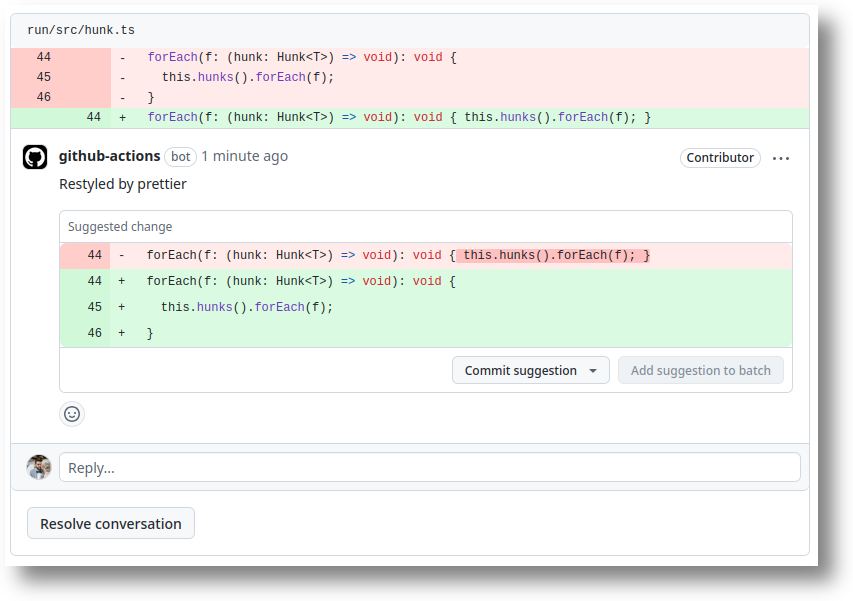 run/src/hunk.ts
44 - forEach(f: (hunk: Hunk<T>) => void): void {
45 - this.hunks().forEach(f);
46 - }
44 + forEach(f: (hunk: Hunk<T>) => void): void { this.hunks().forEach(f); }
github-actions bot 1 minute ago Contributor ...
Restyled by prettier
Suggested change
44 - forEach(f: (hunk: Hunk<T>) => void): void { this.hunks().forEach(f); }
44 + forEach(f: (hunk: Hunk<T>) => void): void {
45 + this.hunks().forEach(f);
46 + }
Commit suggestion Add suggestion to batch
Reply...
Resolve conversation